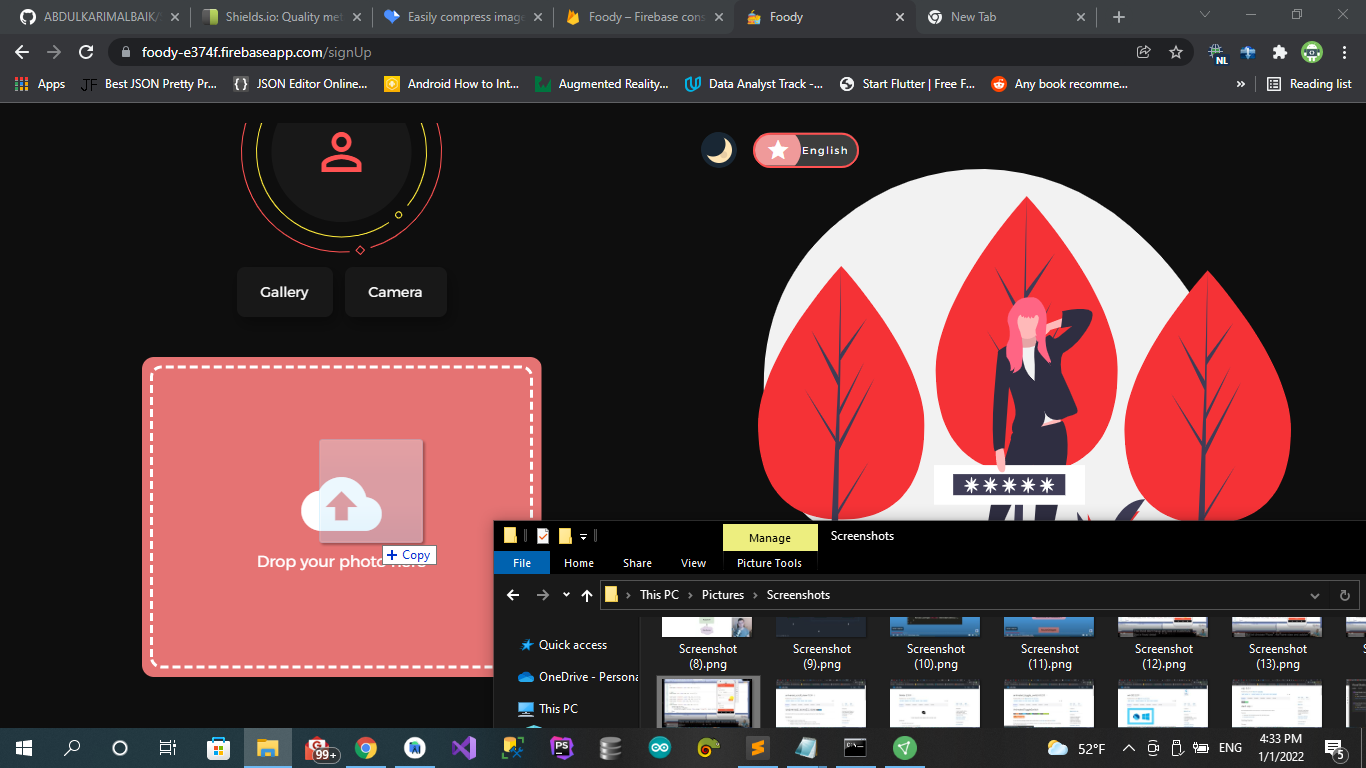 ABDULKARIMALBAIK/
Shields.io: Quality met
Easily compress image
Foody – Firebase cons
Foody
New Tab
foody-e374f.firebaseapp.com/signUp
NL
Apps
JF Best JSON Pretty Pr...
{} JSON Editor Online...
Android How to Int...
Augmented Reality...
Data Analyst Track -...
Start Flutter | Free F...
Any book recomme...
»
Reading list
English
Gallery
Camera
Drop your photo here
+ Copy
Manage
Screenshots
File
Home
Share
View
Picture Tools
This PC
Pictures
Screenshots
Quick access
OneDrive - Persona
This PC
Screenshot
(8).png
Screenshot
(9).png
Screenshot
(10).png
Screenshot
(11).png
Screenshot
(12).png
Screenshot
(13).png
99+
PS
52°F
ENG
4:33 PM
1/1/2022
5